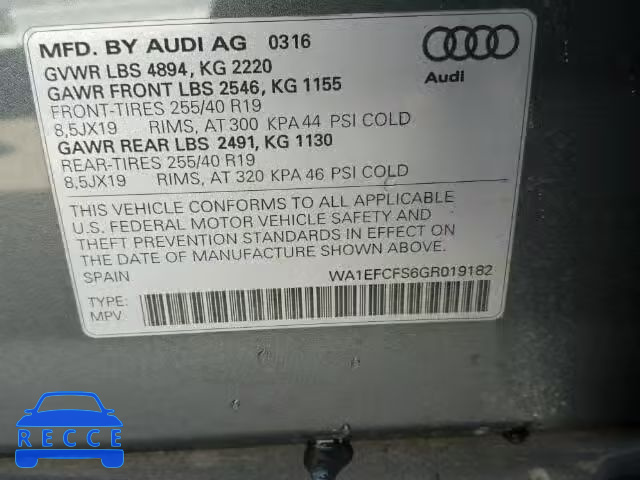 MFD. BY AUDI AG 0316
GVWR LBS 4894, KG 2220
GAWR FRONT LBS 2546, KG 1155
FRONT-TIRES 255/40 R19
8,5JX19 RIMS, AT 300 KPA 44 PSI COLD
GAWR REAR LBS 2491, KG 1130
REAR-TIRES 255/40 R19
8,5JX19 RIMS, AT 320 KPA 46 PSI COLD
Audi
THIS VEHICLE CONFORMS TO ALL APPLICABLE
U.S. FEDERAL MOTOR VEHICLE SAFETY AND
THEFT PREVENTION STANDARDS IN EFFECT ON
THE DATE OF MANUFACTURE SHOWN ABOVE.
SPAIN WA1EFCFS6GR019182
TYPE:
MPV
RECCE